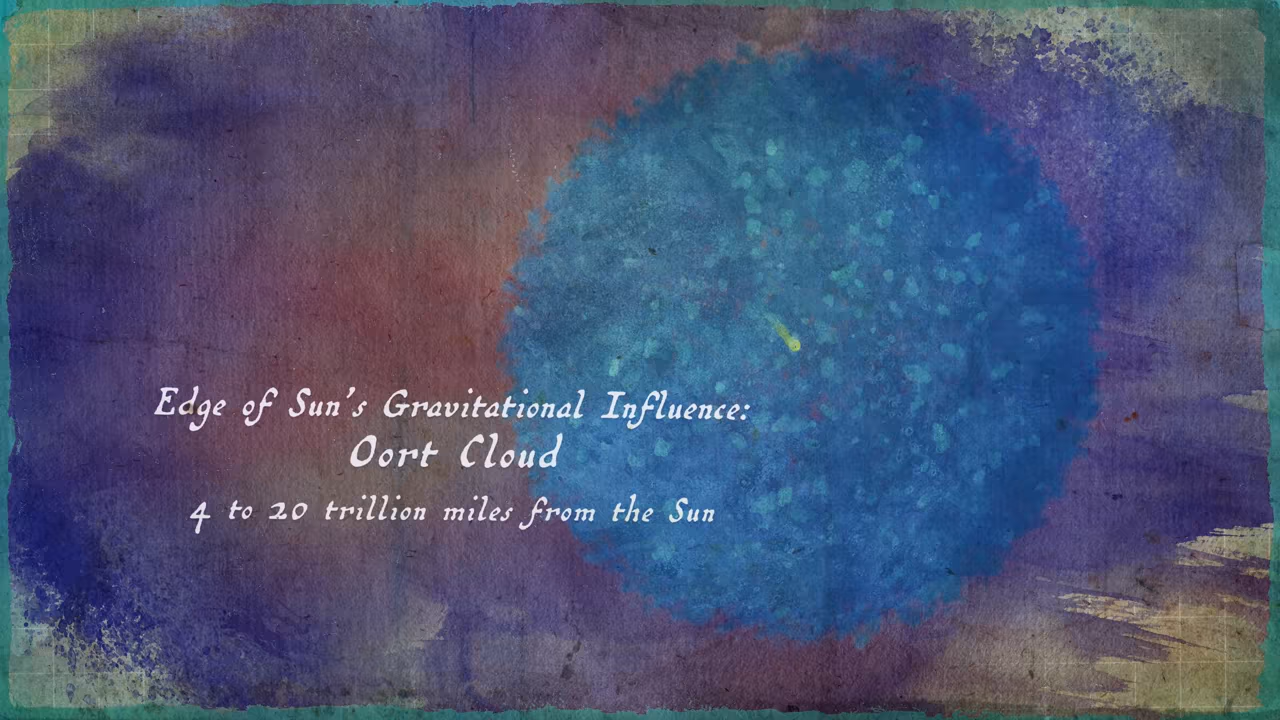 Edge of Sun's Gravitational Influence:
Oort Cloud
4 to 20 trillion miles from the Sun